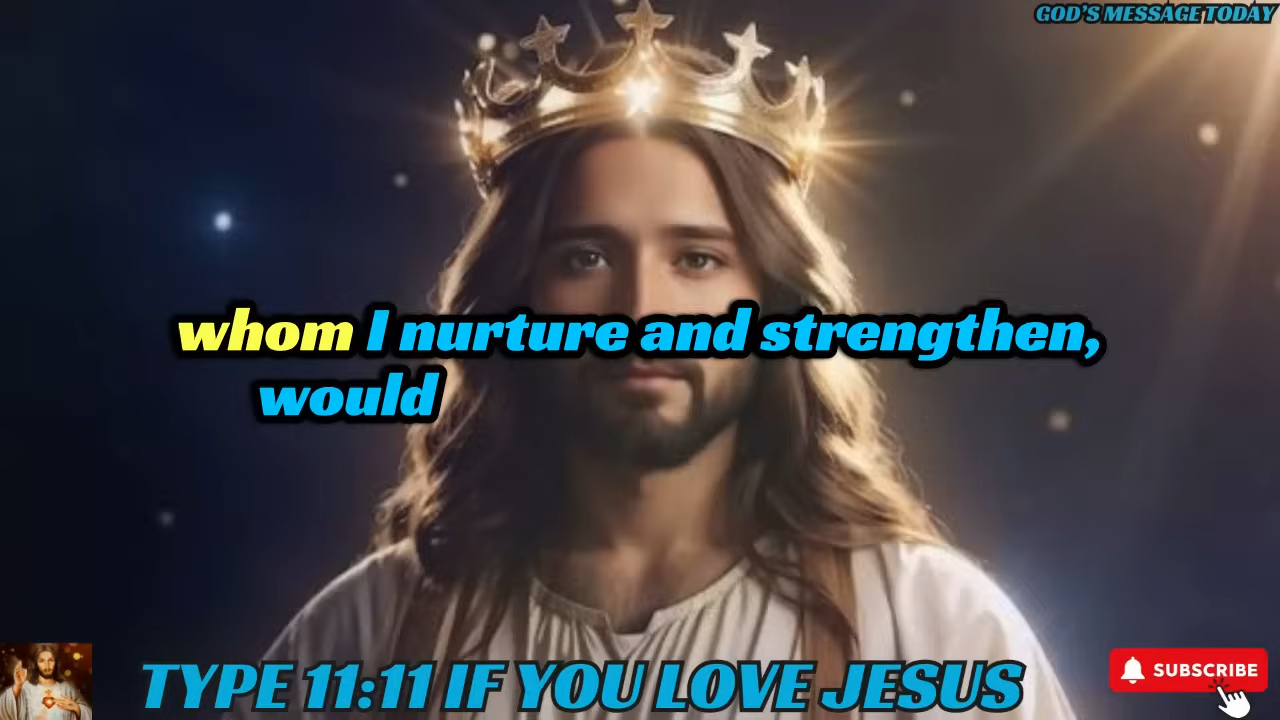 GOD'S MESSAGE TODAY
whom I nurture and strengthen,
would
TYPE 11:11 IF YOU LOVE JESUS
SUBSCRIBE